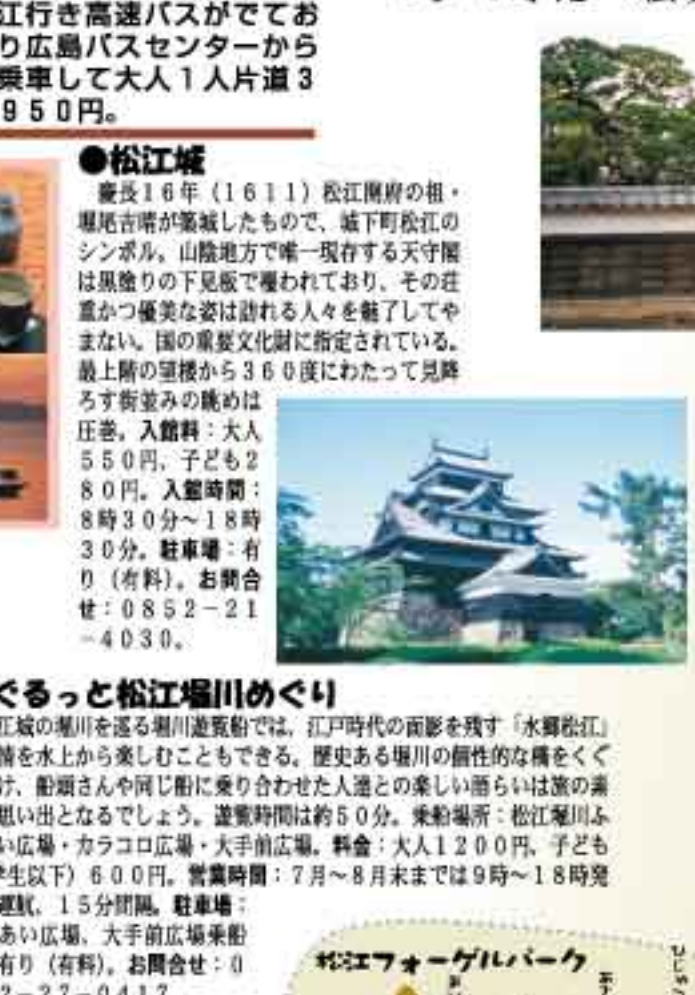 江行き高速バスがでてお
り広島バスセンターから
乗車して大人1人片道3
950円。
●松江城
慶長16年(1611)松江開府の祖・
堀尾吉晴が築城したもので、城下町松江の
シンボル。山陰地方で唯一現存する天守閣
は黒塗りの下見板で覆われており、その荘
重かつ優美な姿は訪れる人々を魅了してや
まない。国の重要文化財に指定されている。
最上階の望楼から360度にわたって見降
ろす街並みの眺めは
圧巻。入館料:大人
550円、子ども2
80円。入館時間:
8時30分~18時
30分。駐車場:有
り(有料)。お問合
せ:0852-21
-4030。
ぐるっと松江堀川めぐり
江城の堀川を巡る堀川遊覧船では、江戸時代の面影を残す「水郷松江」
情を水上から楽しむこともできる。歴史ある堀川の個性的な橋をくぐ
け、船頭さんや同じ船に乗り合わせた人達との楽しい語らいは旅の素
思い出となるでしょう。遊覧時間は約50分。乗船場所:松江堀川ふ
い広場・カラコロ広場・大手前広場。料金:大人1200円、子ども
学生以下)600円。営業時間:7月~8月末までは9時~18時発
運航、15分間隔。駐車場:
あい広場、大手前広場乗船
有り(有料)。お問合せ:0
2-27-0417
松江フォーゲルパーク